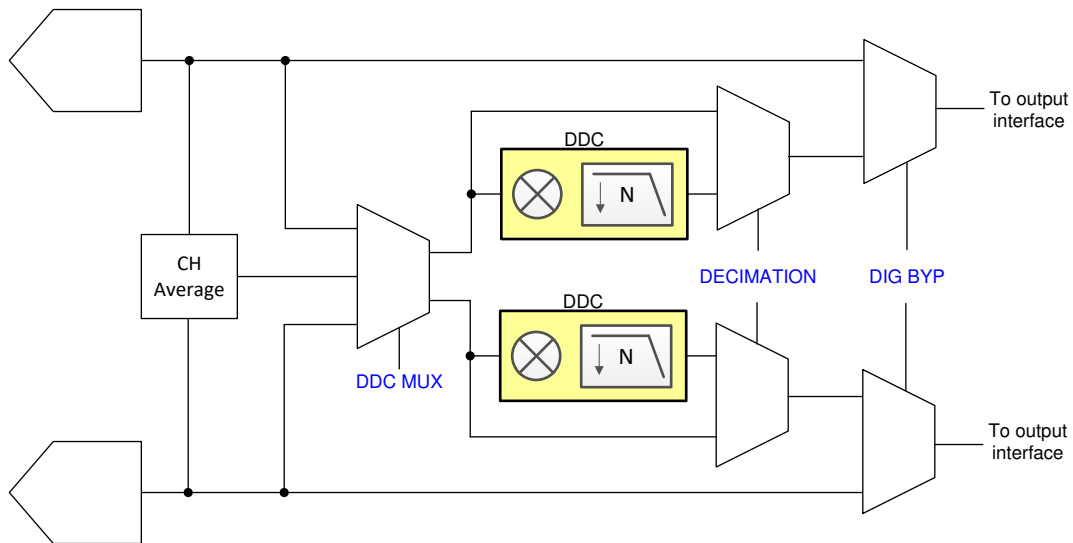 To output
interface
DDC
N
CH
Average
DECIMATION
DIG BYP
DDC
N
DDC MUX
To output
interface